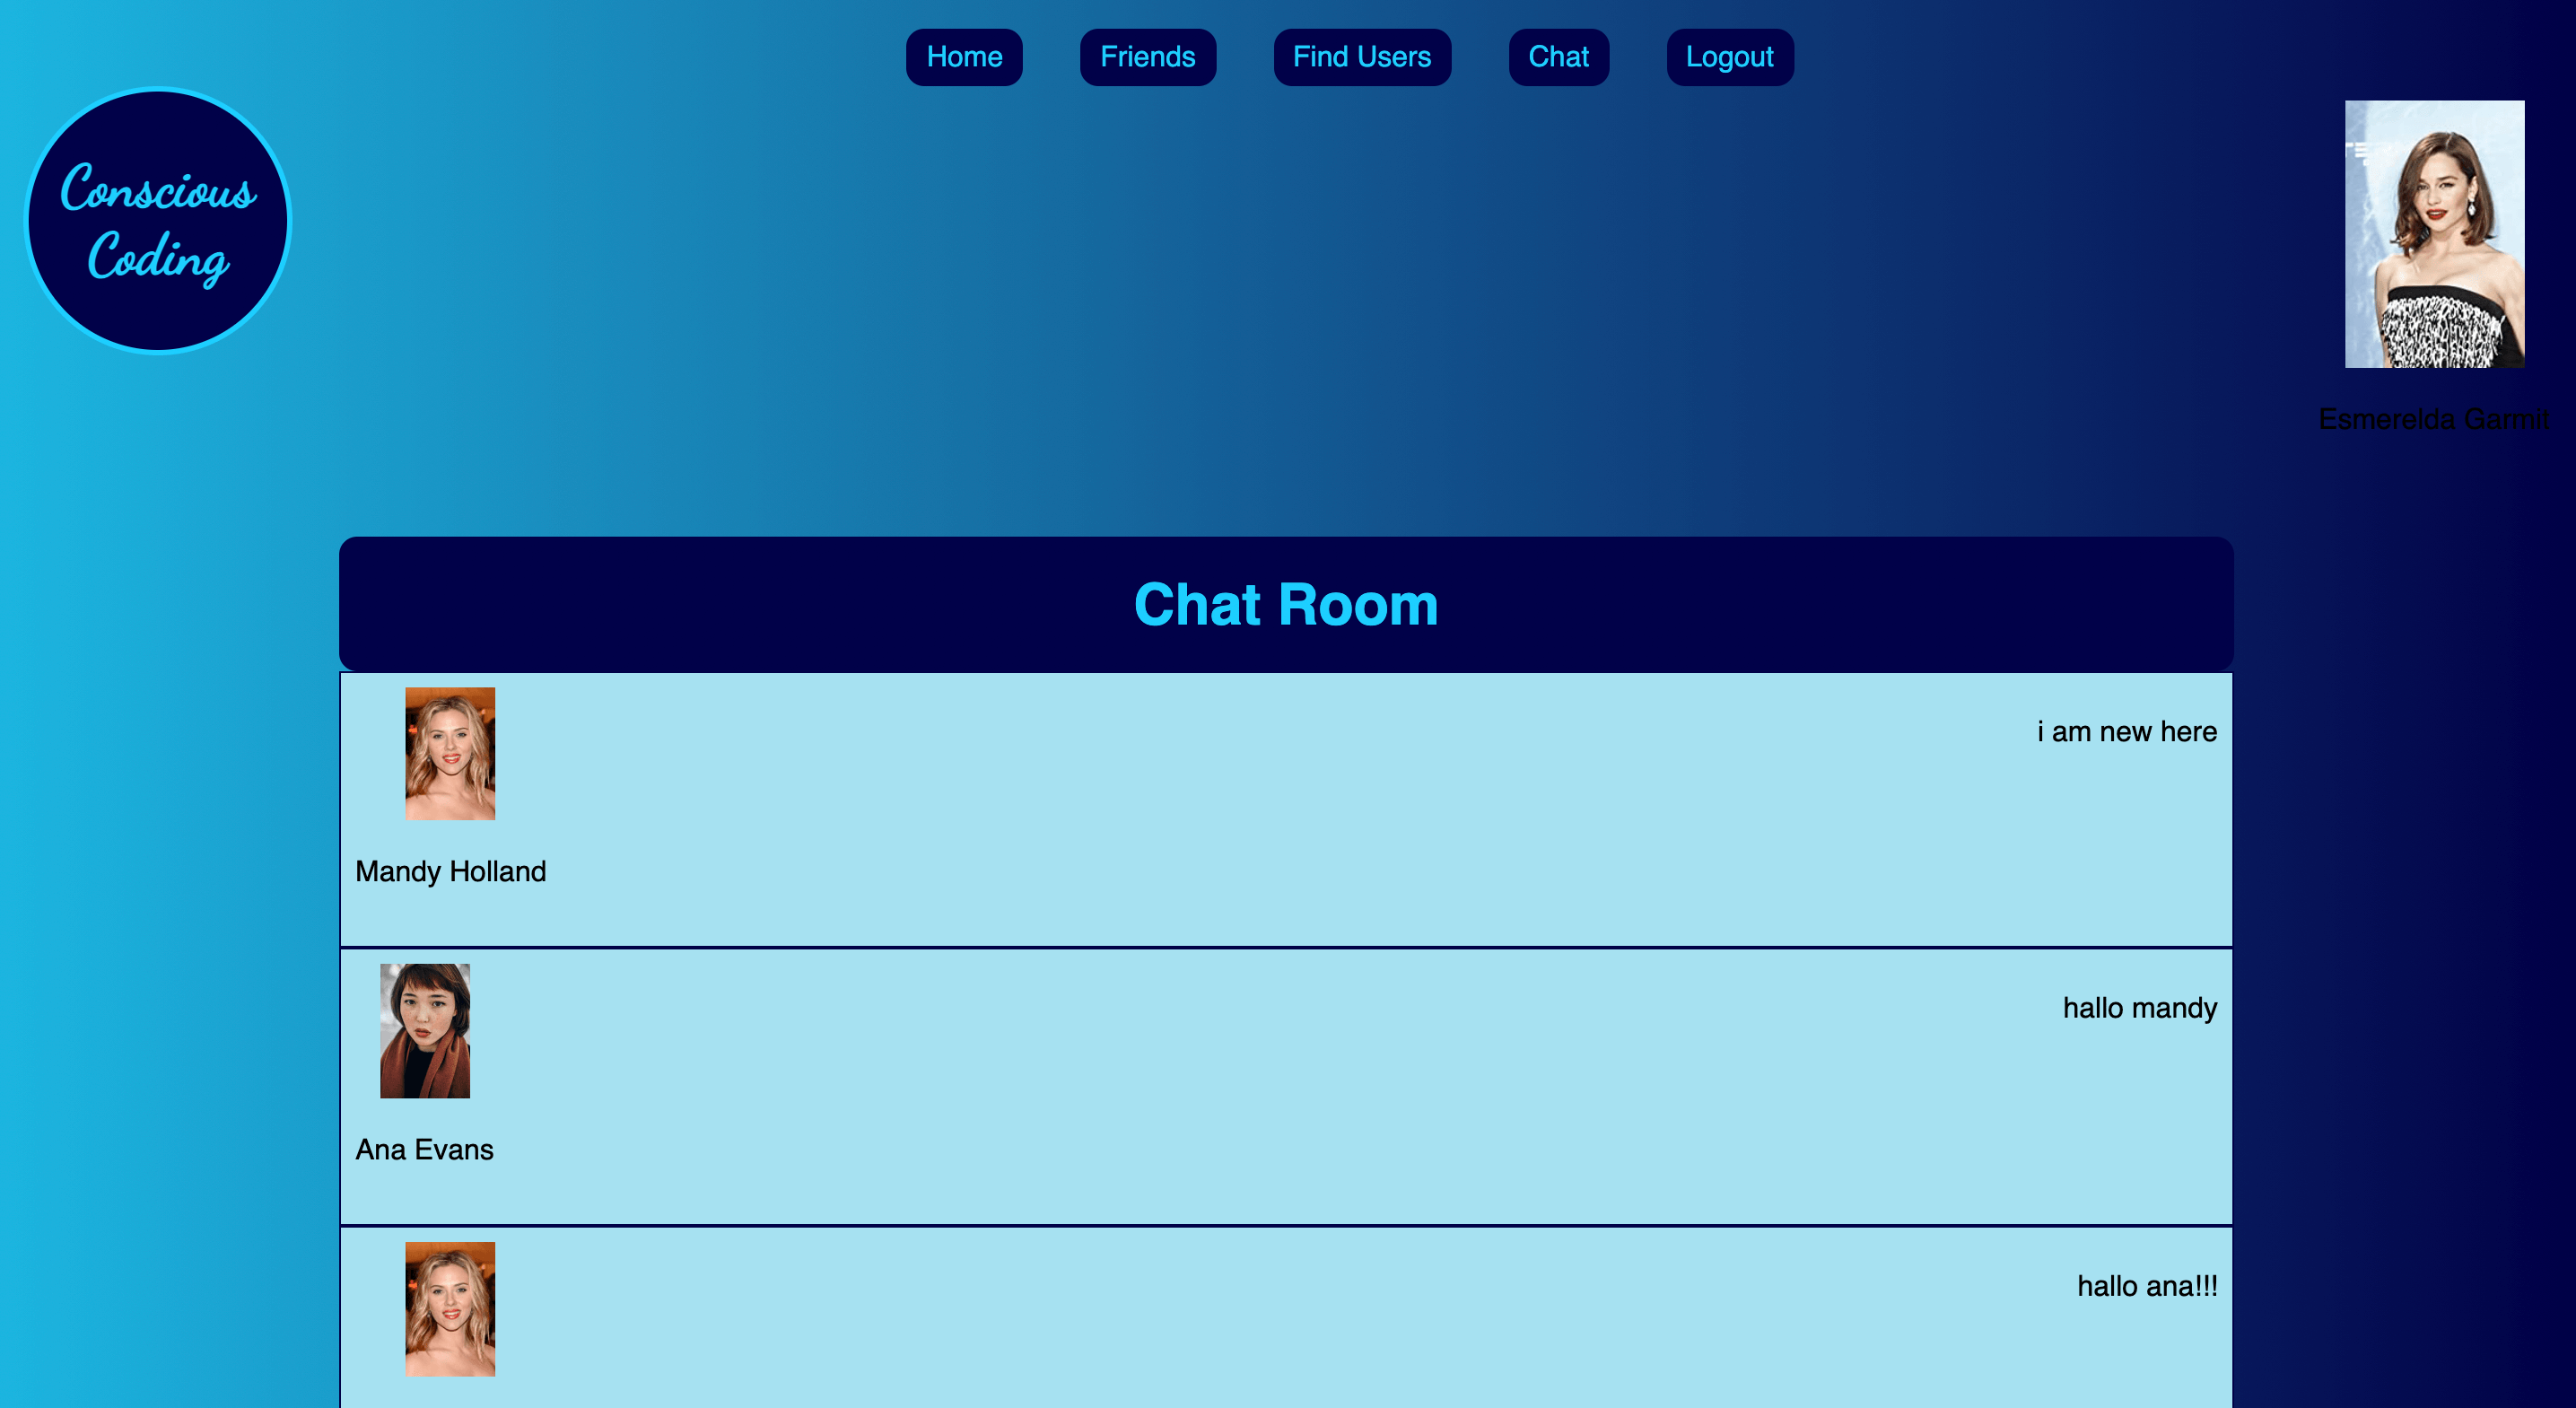 Home
Friends
Find Users
Chat
Logout
Conscious
Coding
Esmerelda Garmit
Chat Room
i am new here
Mandy Holland
hallo mandy
Ana Evans
hallo ana!!!